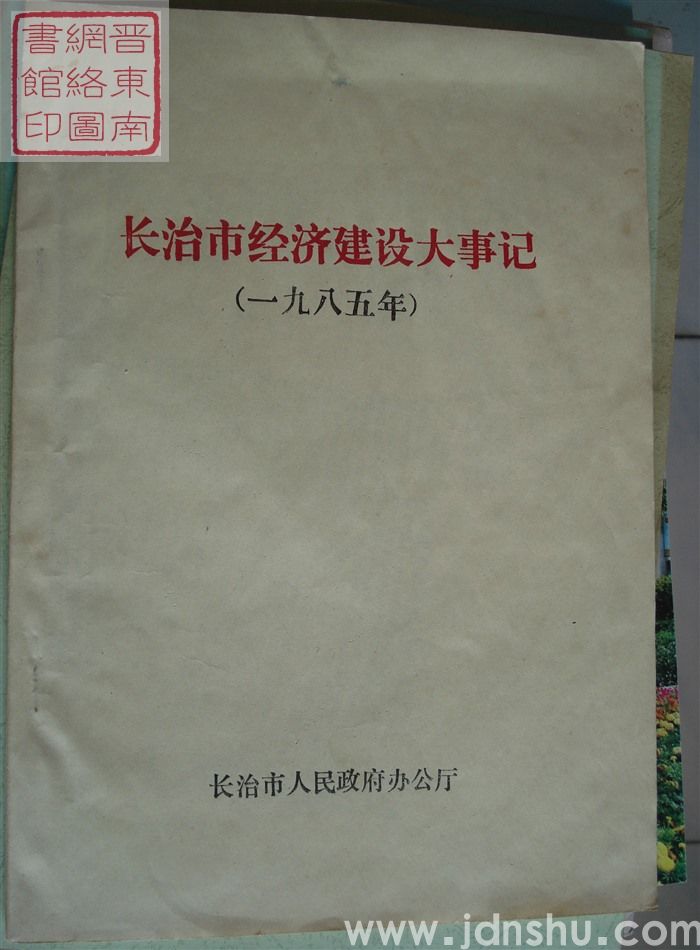 晋東南
網絡圖
書館印
长治市经济建设大事记
(一九八五年)
长治市人民政府办公厅
www.jdnshu.com